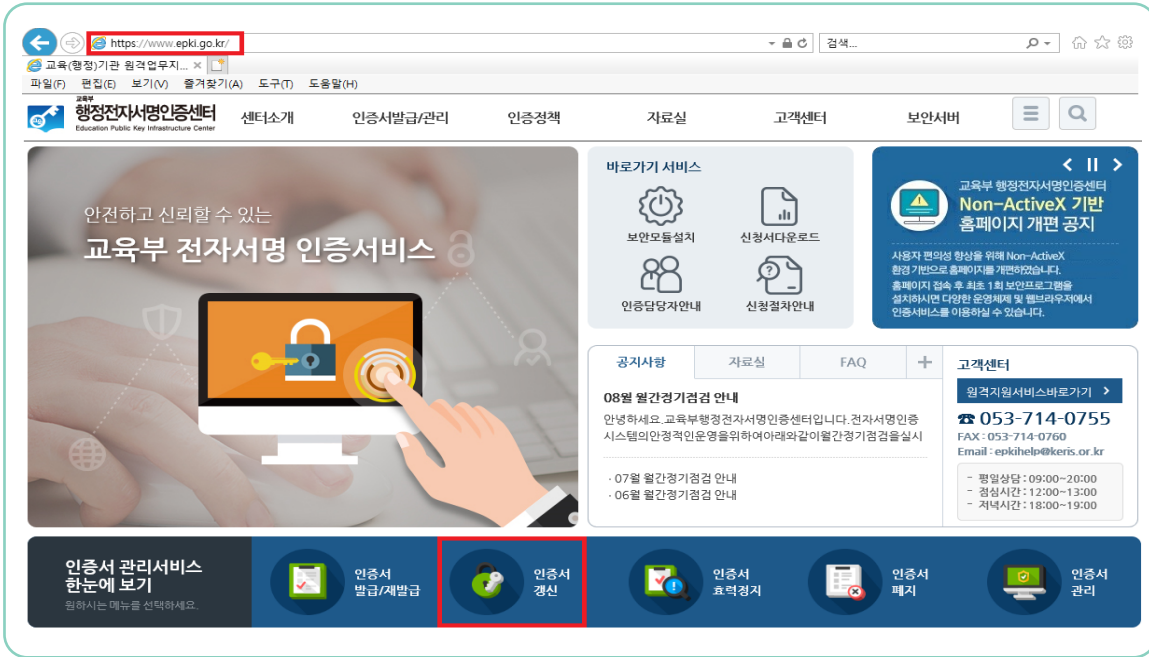 https://www.epki.go.kr/
검색...
교육(행정)기관 원격업무지...
파일(F) 편집(E) 보기(V) 즐겨찾기(A) 도구(T) 도움말(H)
교육부
행정전자서명인증센터
Education Public Key Infrastructure Center
센터소개 인증서발급/관리 인증정책 자료실 고객센터 보안서버
안전하고 신뢰할 수 있는
교육부 전자서명 인증서비스
바로가기 서비스
보안모듈설치 신청서다운로드
인증담당자안내 신청절차안내
교육부 행정전자서명인증센터
Non-ActiveX 기반
홈페이지 개편 공지
사용자 편의성 향상을 위해 Non-ActiveX
환경 기반으로 홈페이지를 개편하였습니다.
홈페이지 접속 후 최초 1회 보안프로그램을
설치하시면 다양한 운영체제 및 웹브라우저에서
인증서비스를 이용하실 수 있습니다.
공지사항 자료실 FAQ
08월 월간정기점검 안내
안녕하세요.교육부행정전자서명인증센터입니다.전자서명인증
시스템의안정적인운영을위하여아래와같이월간정기점검을실시
· 07월 월간정기점검 안내
· 06월 월간정기점검 안내
고객센터
원격지원서비스바로가기
053-714-0755
FAX : 053-714-0760
Email : epkihelp@keris.or.kr
- 평일상담 : 09:00~20:00
- 점심시간 : 12:00~13:00
- 저녁시간 : 18:00~19:00
인증서 관리서비스
한눈에 보기
원하시는 메뉴를 선택하세요.
인증서
발급/재발급
인증서
갱신
인증서
효력정지
인증서
폐지
인증서
관리